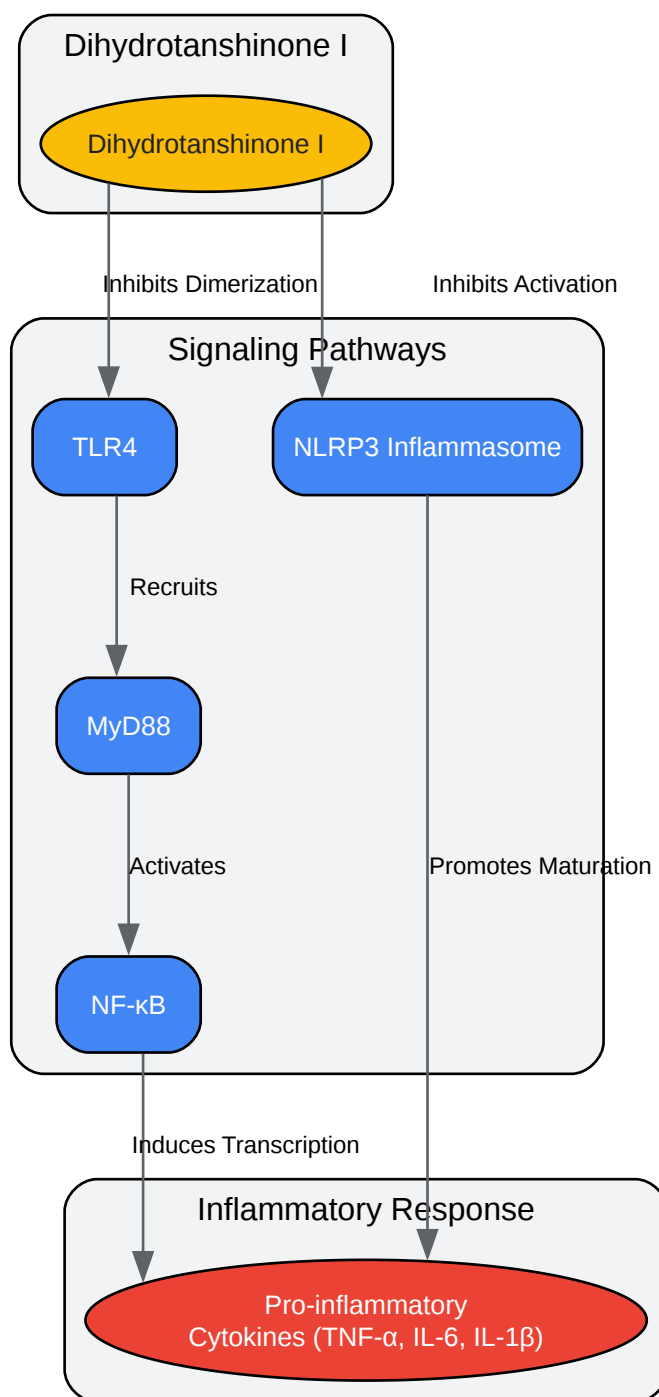 Dihydrotanshinone I
Dihydrotanshinone I
Inhibits Dimerization
Inhibits Activation
Signaling Pathways
TLR4
NLRP3 Inflammasome
Recruits
MyD88
Activates
Promotes Maturation
NF-κB
Induces Transcription
Inflammatory Response
Pro-inflammatory
Cytokines (TNF-α, IL-6, IL-1β)